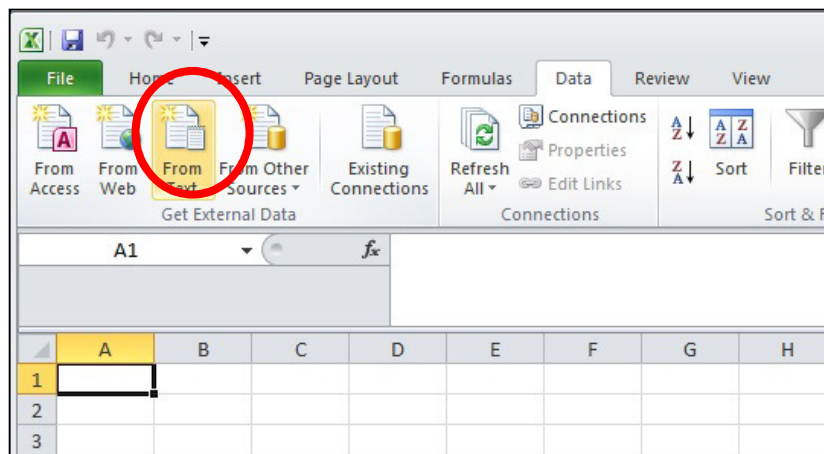 File Home Insert Page Layout Formulas Data Review View
From Access From Web From Text From Other Sources Existing Connections Refresh All Connections Properties Edit Links A Z Z A A Z Z A Sort Filter
Get External Data Connections Sort & F
A1 fx
A B C D E F G H
1
2
3